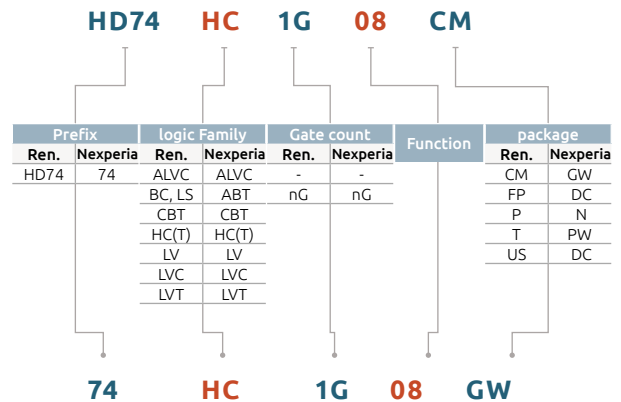 HD74 HC 1G 08 CM
Prefix logic Family Gate count Function package
Ren. Nexperia Ren. Nexperia Ren. Nexperia Ren. Nexperia
HD74 74 ALVC ALVC - - CM GW
BC, LS ABT nG nG FP DC
CBT CBT P N
HC(T) HC(T) T PW
LV LV US DC
LVC LVC
LVT LVT
74 HC 1G 08 GW